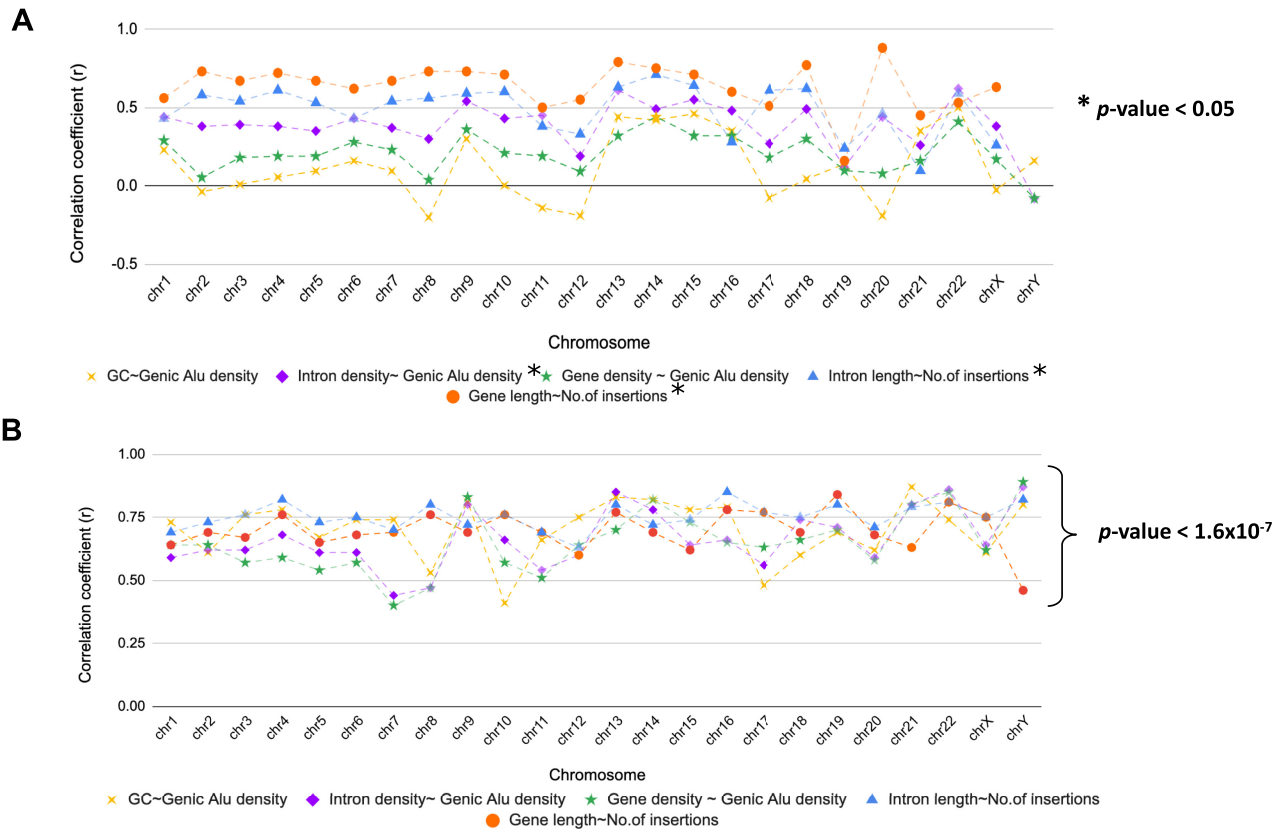 A
Correlation coefficient (r)
1.0
0.5
0.0
-0.5
* p-value < 0.05
chr1 chr2 chr3 chr4 chr5 chr6 chr7 chr8 chr9 chr10 chr11 chr12 chr13 chr14 chr15 chr16 chr17 chr18 chr19 chr20 chr21 chr22 chrX chrY
Chromosome
GC~Genic Alu density Intron density~ Genic Alu density * Gene density ~ Genic Alu density Intron length~No.of insertions *
Gene length~No.of insertions *
B
Correlation coefficient (r)
1.00
0.75
0.50
0.25
0.00
p-value < 1.6x10⁻⁷
chr1 chr2 chr3 chr4 chr5 chr6 chr7 chr8 chr9 chr10 chr11 chr12 chr13 chr14 chr15 chr16 chr17 chr18 chr19 chr20 chr21 chr22 chrX chrY
Chromosome
GC~Genic Alu density Intron density~ Genic Alu density Gene density ~ Genic Alu density Intron length~No.of insertions
Gene length~No.of insertions